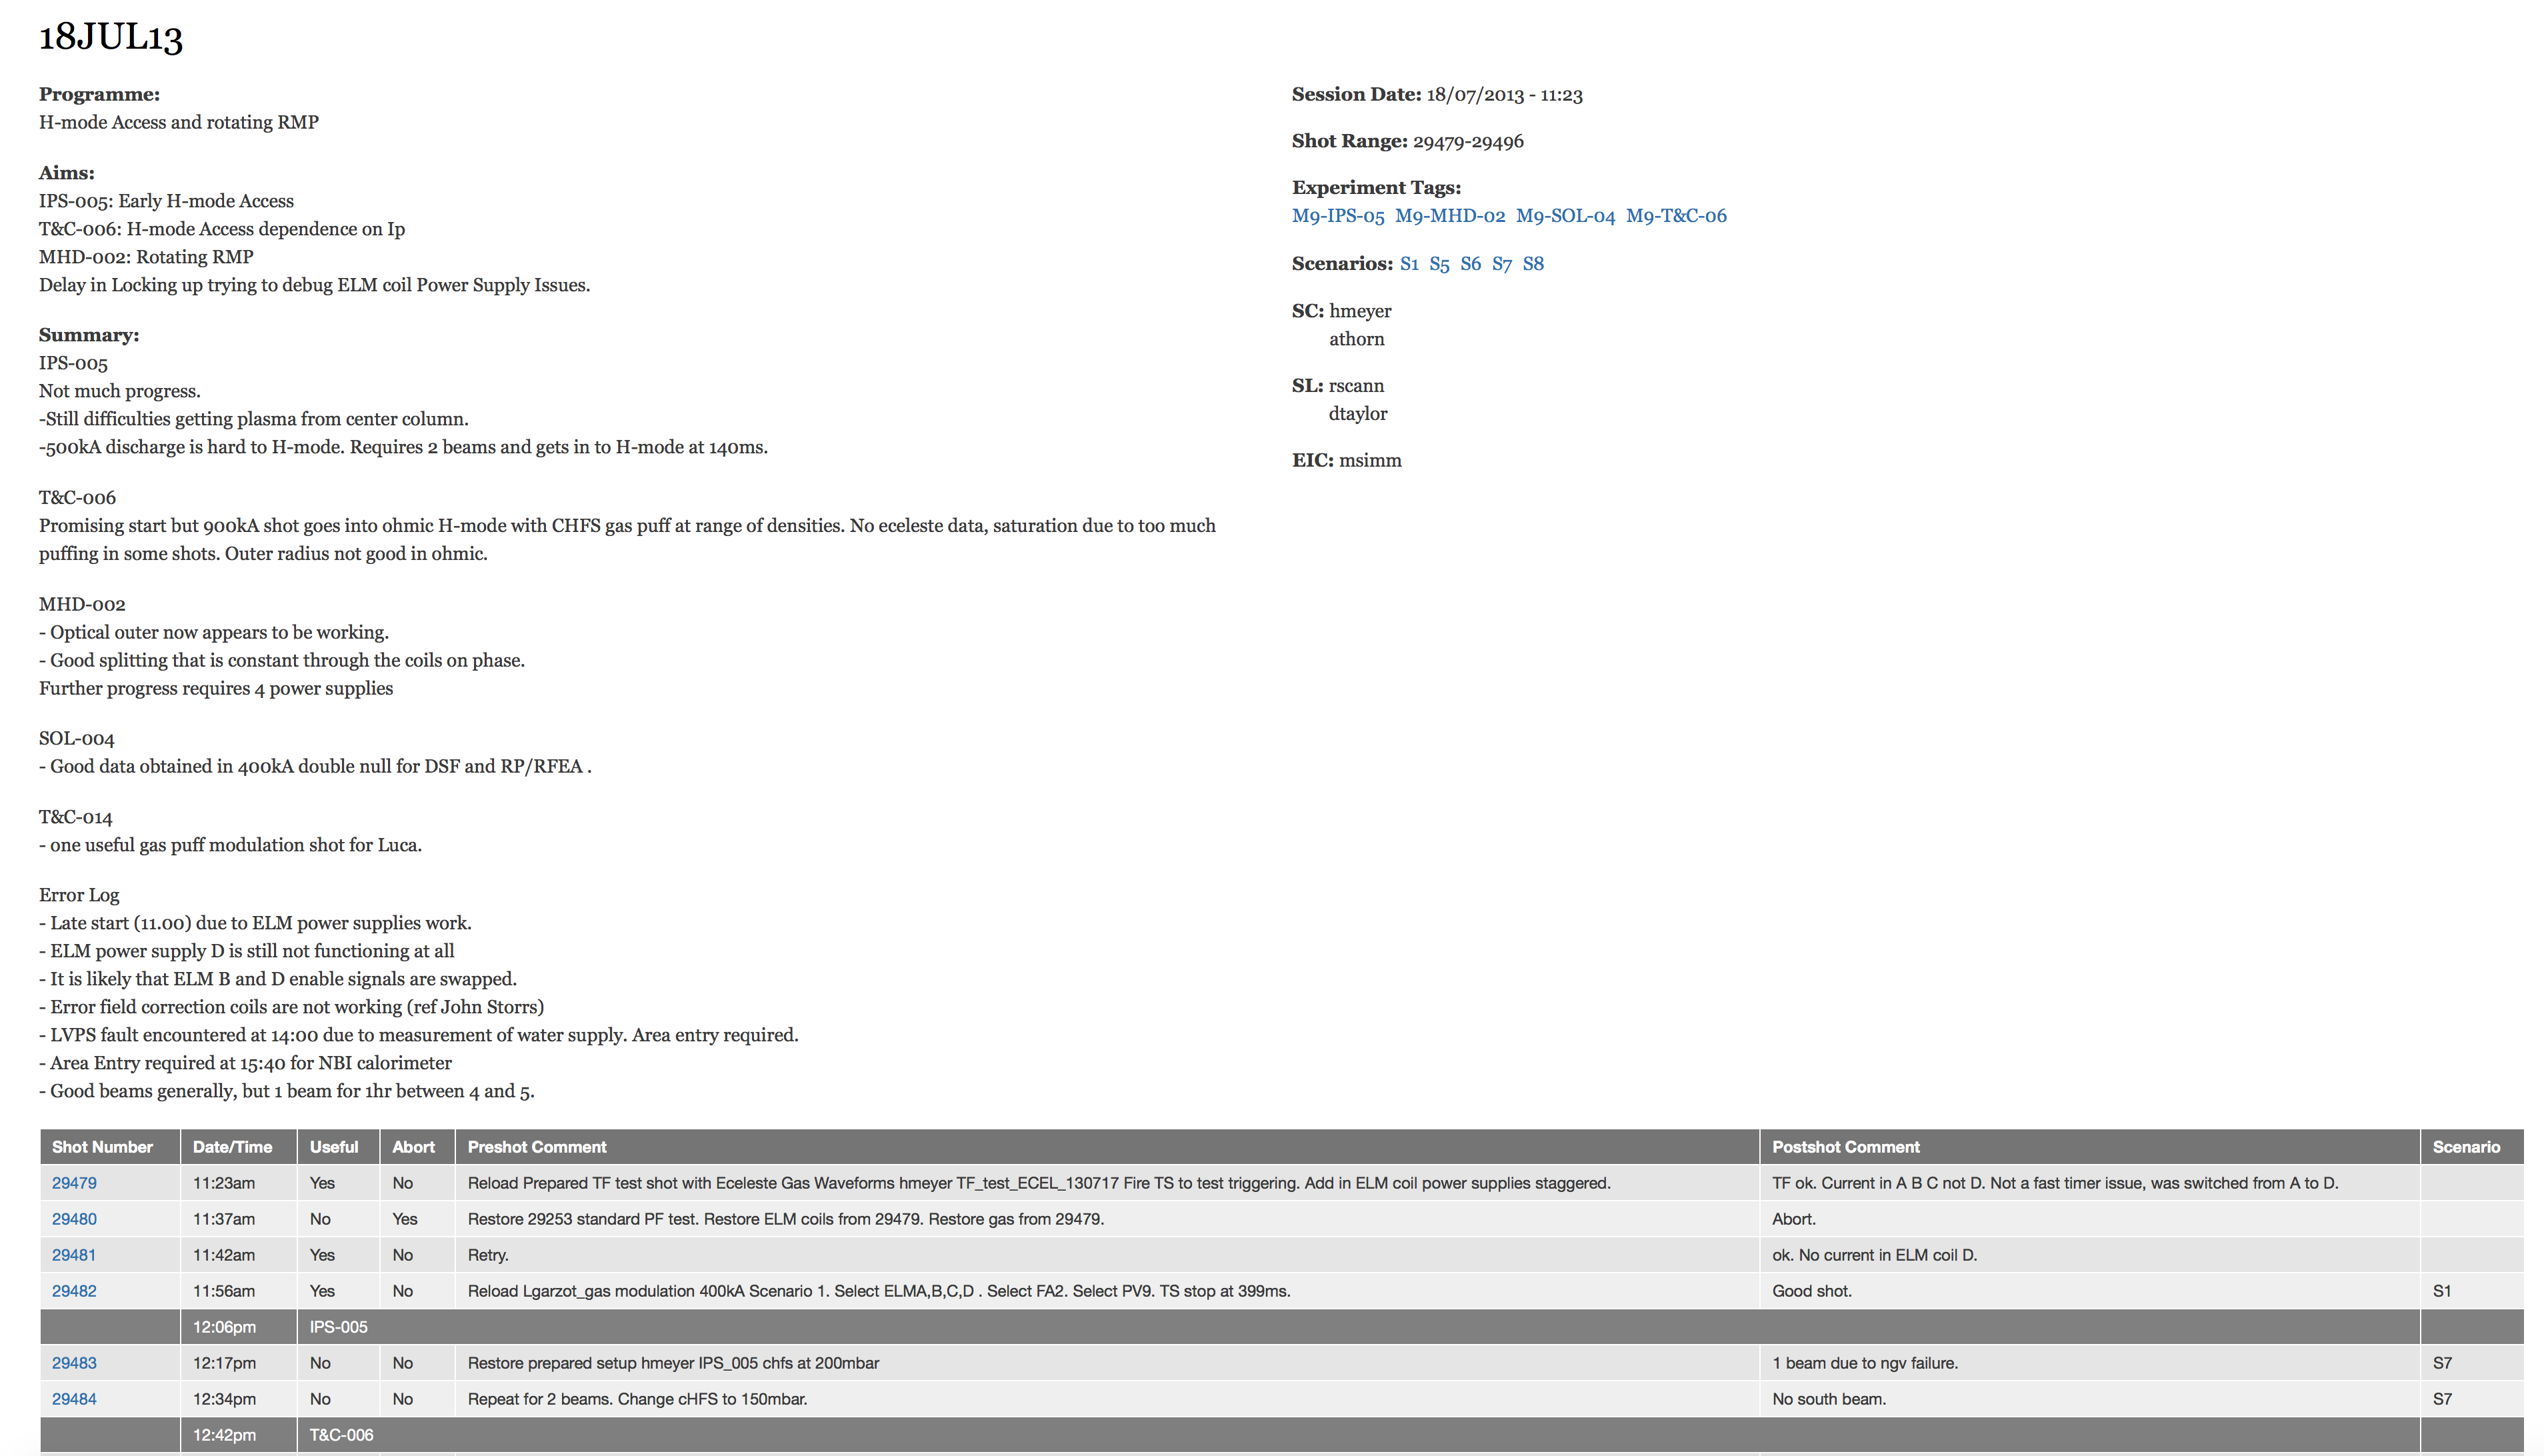 18JUL13
Programme:
H-mode Access and rotating RMP
Aims:
IPS-005: Early H-mode Access
T&C-006: H-mode Access dependence on Ip
MHD-002: Rotating RMP
Delay in Locking up trying to debug ELM coil Power Supply Issues.
Summary:
IPS-005
Not much progress.
-Still difficulties getting plasma from center column.
-500kA discharge is hard to H-mode. Requires 2 beams and gets in to H-mode at 140ms.
T&C-006
Promising start but 900kA shot goes into ohmic H-mode with CHFS gas puff at range of densities. No eceleste data, saturation due to too much
puffing in some shots. Outer radius not good in ohmic.
MHD-002
- Optical outer now appears to be working.
- Good splitting that is constant through the coils on phase.
Further progress requires 4 power supplies
SOL-004
- Good data obtained in 400kA double null for DSF and RP/RFEA .
T&C-014
- one useful gas puff modulation shot for Luca.
Error Log
- Late start (11.00) due to ELM power supplies work.
- ELM power supply D is still not functioning at all
- It is likely that ELM B and D enable signals are swapped.
- Error field correction coils are not working (ref John Storrs)
- LVPS fault encountered at 14:00 due to measurement of water supply. Area entry required.
- Area Entry required at 15:40 for NBI calorimeter
- Good beams generally, but 1 beam for 1hr between 4 and 5.
Session Date: 18/07/2013 - 11:23
Shot Range: 29479-29496
Experiment Tags:
M9-IPS-05 M9-MHD-02 M9-SOL-04 M9-T&C-06
Scenarios: S1 S5 S6 S7 S8
SC: hmeyer
athorn
SL: rscann
dtaylor
EIC: msimm
Shot Number Date/Time Useful Abort Preshot Comment Postshot Comment Scenario
29479 11:23am Yes No Reload Prepared TF test shot with Eceleste Gas Waveforms hmeyer TF_test_ECEL_130717 Fire TS to test triggering. Add in ELM coil power supplies staggered. TF ok. Current in A B C not D. Not a fast timer issue, was switched from A to D.
29480 11:37am No Yes Restore 29253 standard PF test. Restore ELM coils from 29479. Restore gas from 29479. Abort.
29481 11:42am Yes No Retry. ok. No current in ELM coil D.
29482 11:56am Yes No Reload Lgarzot_gas modulation 400kA Scenario 1. Select ELMA,B,C,D . Select FA2. Select PV9. TS stop at 399ms. Good shot. S1
12:06pm IPS-005
29483 12:17pm No No Restore prepared setup hmeyer IPS_005 chfs at 200mbar 1 beam due to ngv failure. S7
29484 12:34pm No No Repeat for 2 beams. Change cHFS to 150mbar. No south beam. S7
12:42pm T&C-006